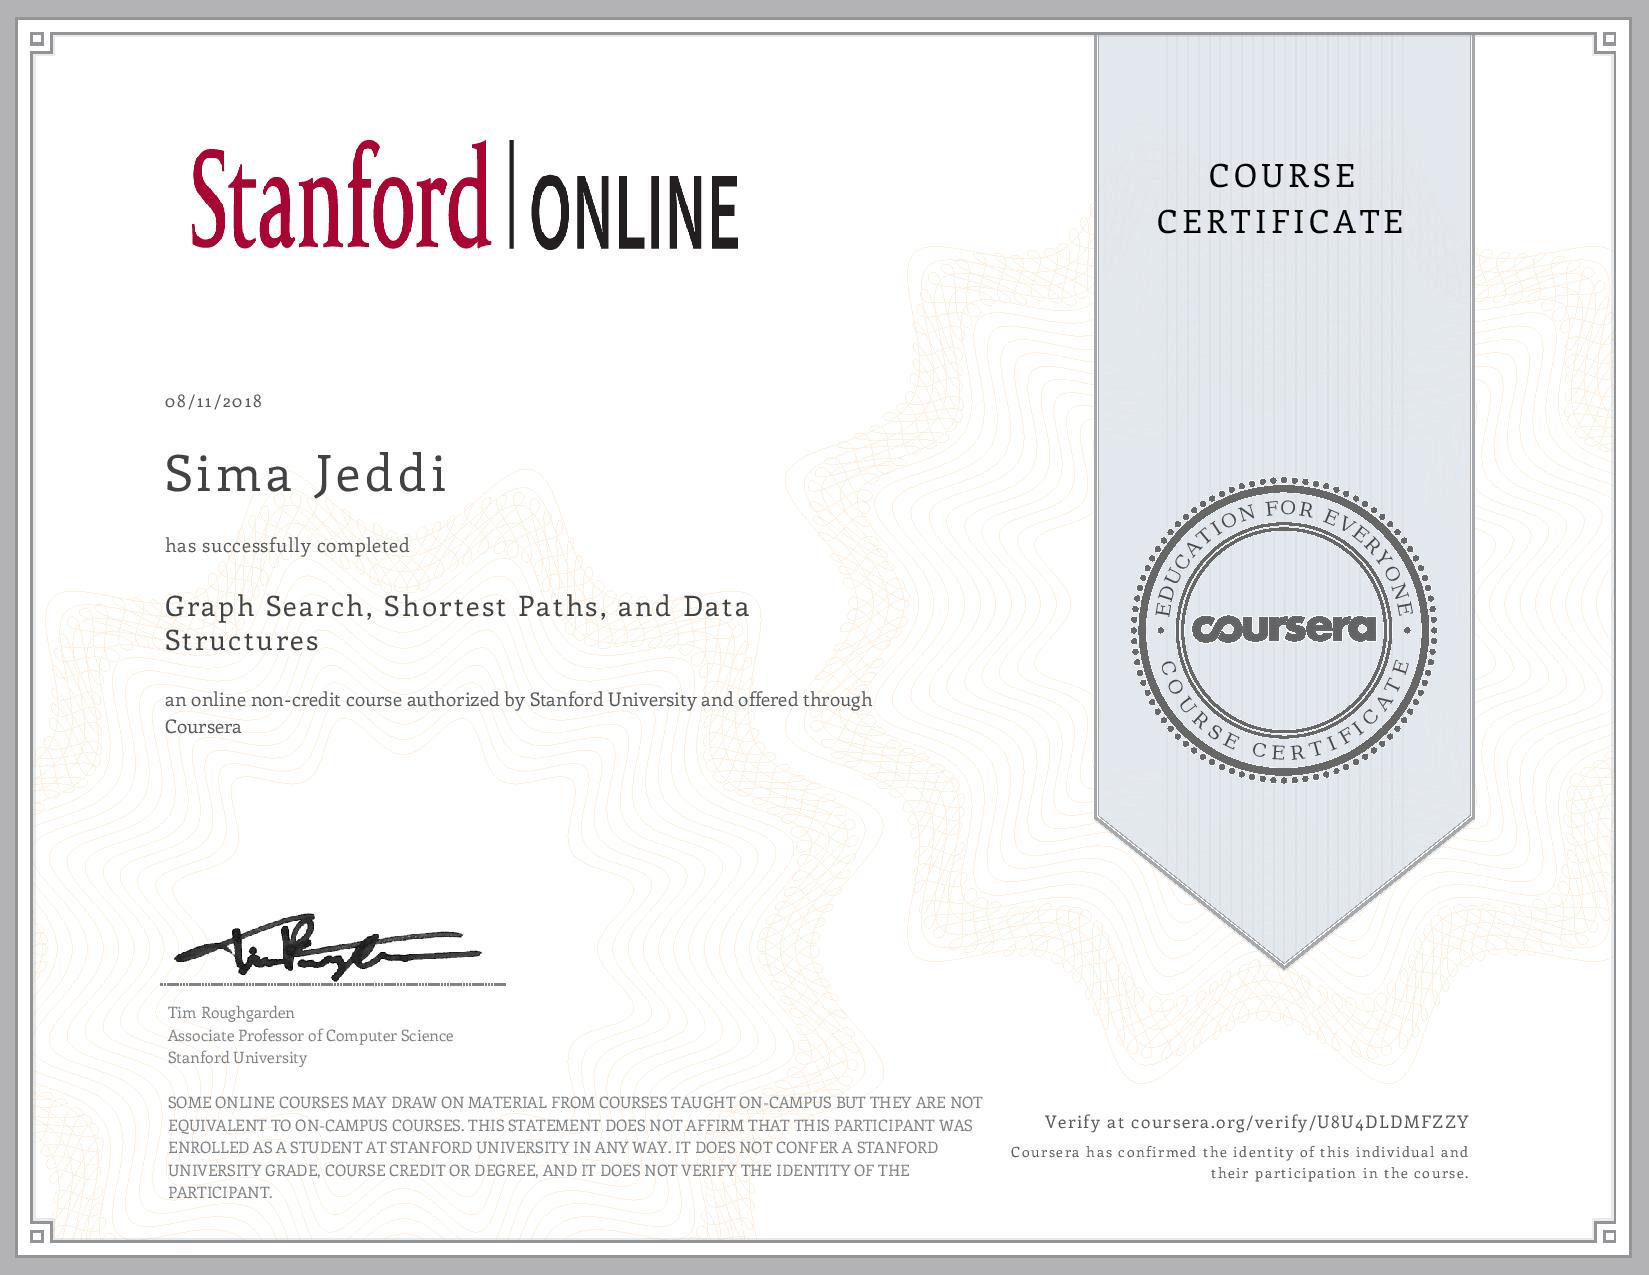 Stanford ONLINE
COURSE
CERTIFICATE
08/11/2018
Sima Jeddi
has successfully completed
Graph Search, Shortest Paths, and Data
Structures
an online non-credit course authorized by Stanford University and offered through
Coursera
EDUCATION FOR EVERYONE
coursera
COURSE CERTIFICATE
Tim Roughgarden
Associate Professor of Computer Science
Stanford University
SOME ONLINE COURSES MAY DRAW ON MATERIAL FROM COURSES TAUGHT ON-CAMPUS BUT THEY ARE NOT
EQUIVALENT TO ON-CAMPUS COURSES. THIS STATEMENT DOES NOT AFFIRM THAT THIS PARTICIPANT WAS
ENROLLED AS A STUDENT AT STANFORD UNIVERSITY IN ANY WAY. IT DOES NOT CONFER A STANFORD
UNIVERSITY GRADE, COURSE CREDIT OR DEGREE, AND IT DOES NOT VERIFY THE IDENTITY OF THE
PARTICIPANT.
Verify at coursera.org/verify/U8U4DLDMFZZY
Coursera has confirmed the identity of this individual and
their participation in the course.